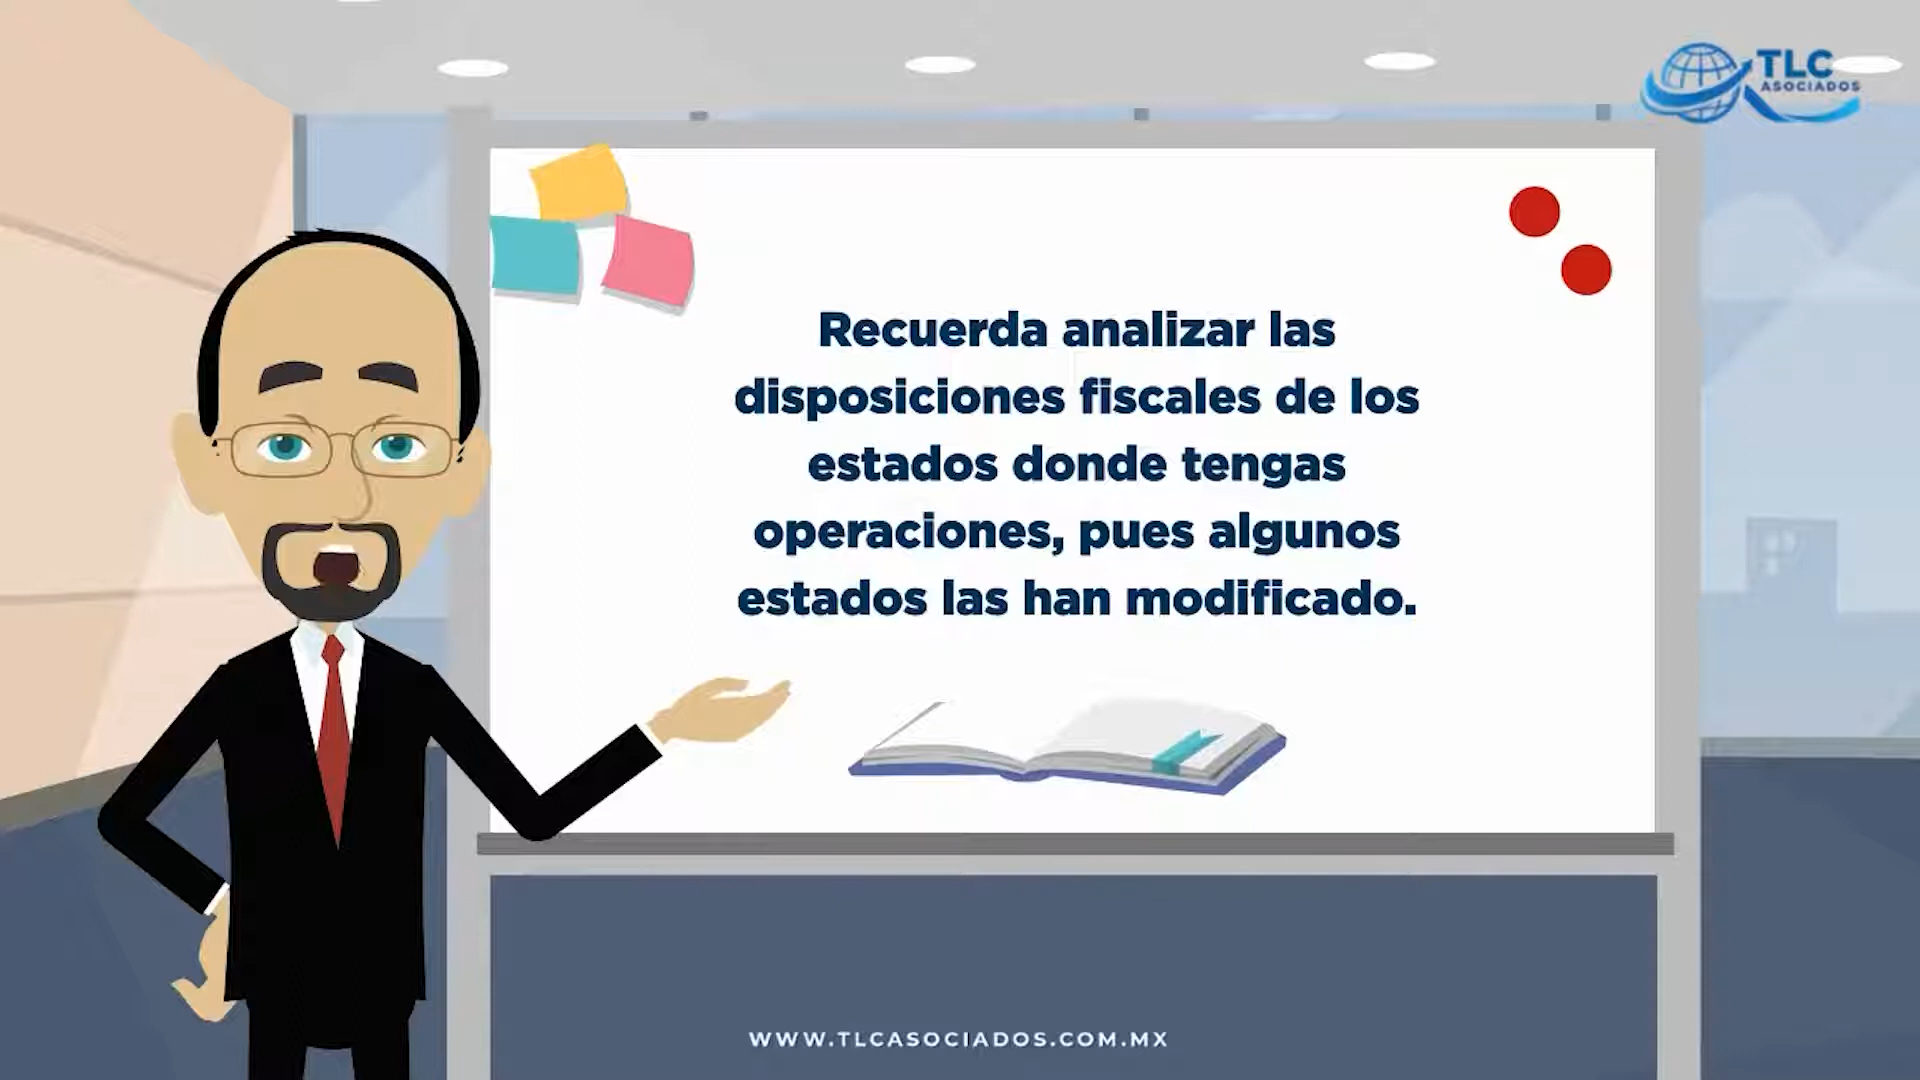 TLC
ASOCIADOS
Recuerda analizar las
disposiciones fiscales de los
estados donde tengas
operaciones, pues algunos
estados las han modificado.
WWW.TLCASOCIADOS.COM.MX